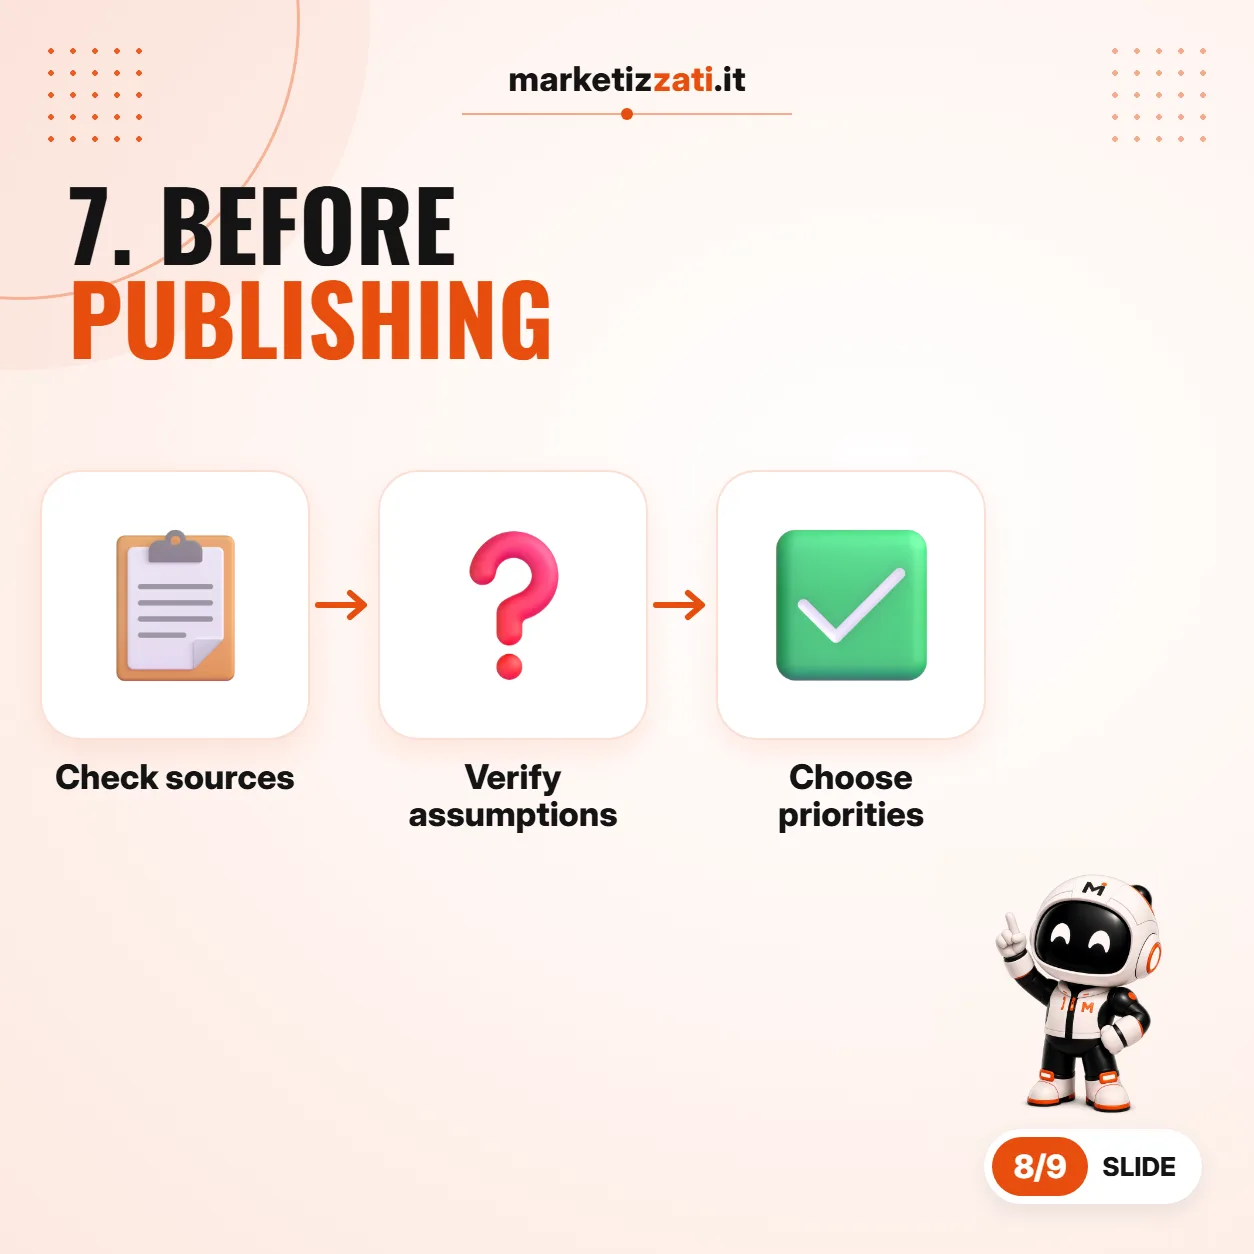 marketizzati.it
7. BEFORE
PUBLISHING
Check sources
Verify
assumptions
Choose
priorities
M
M
8/9 SLIDE